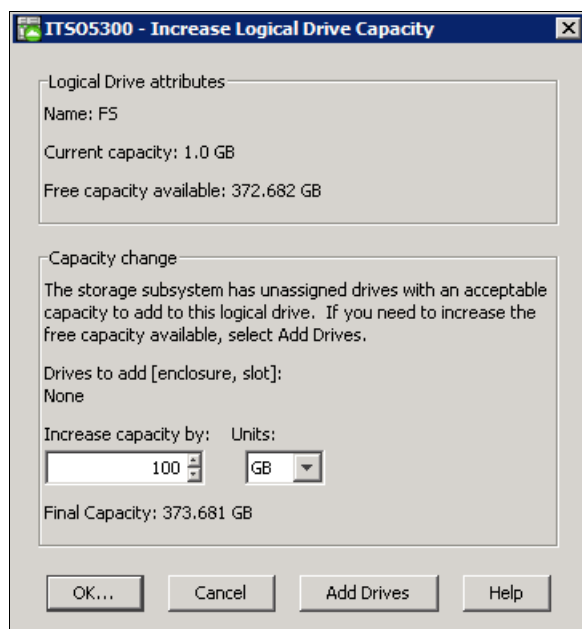 ITSO5300 - Increase Logical Drive Capacity
Logical Drive attributes
Name: FS
Current capacity: 1.0 GB
Free capacity available: 372.682 GB
Capacity change
The storage subsystem has unassigned drives with an acceptable
capacity to add to this logical drive. If you need to increase the
free capacity available, select Add Drives.
Drives to add [enclosure, slot]:
None
Increase capacity by: Units:
100 GB
Final Capacity: 373.681 GB
OK... Cancel Add Drives Help